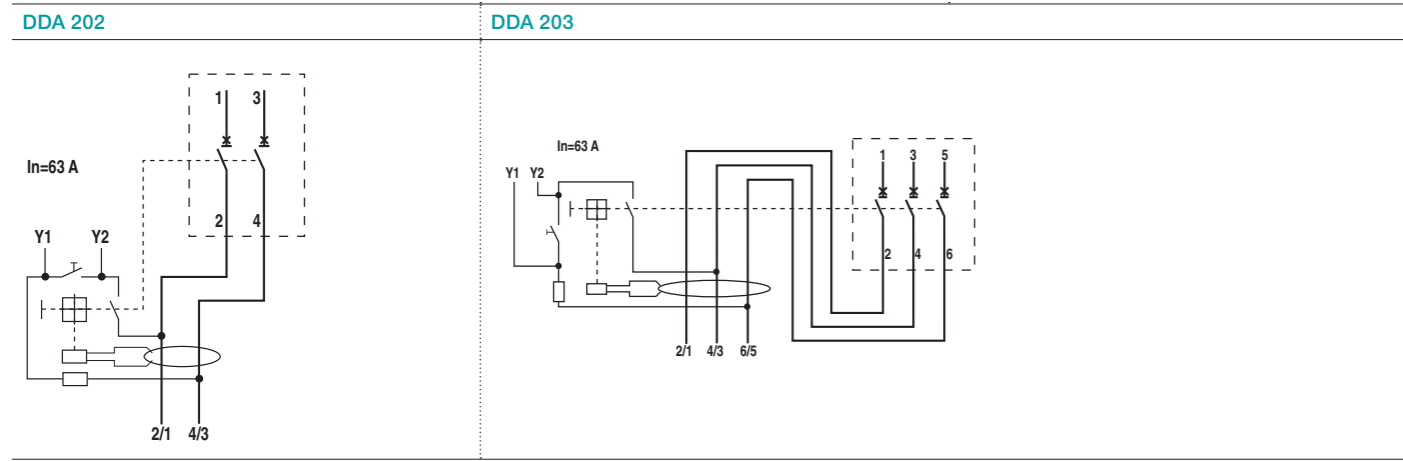 DDA 202
1 3
In=63 A
2 4
Y1 Y2
2/1 4/3
DDA 203
In=63 A
1 3 5
Y1 Y2
2 4 6
2/1 4/3 6/5